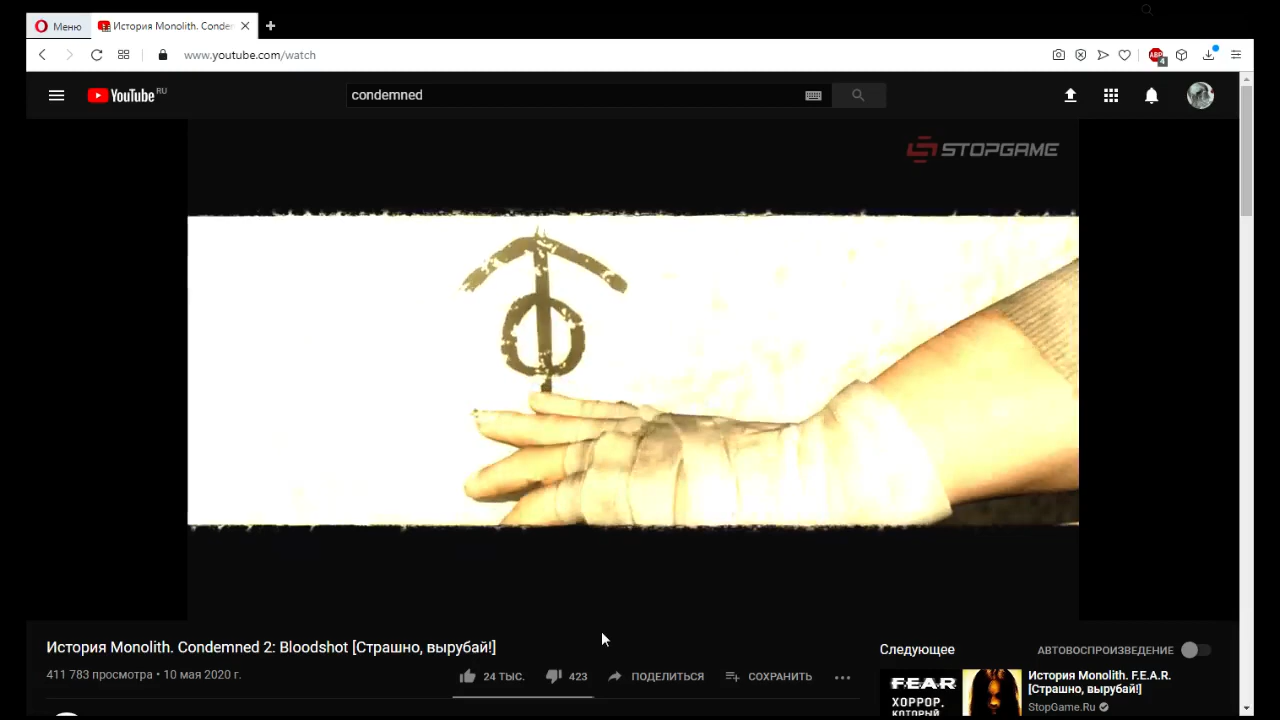 Меню
История Monolith. Conde
www.youtube.com/watch
ABP
4
YouTube RU
condemned
STOPGAME
История Monolith. Condemned 2: Bloodshot [Страшно, вырубай!]
411 783 просмотра • 10 мая 2020 г.
24 ТЫС.
423
ПОДЕЛИТЬСЯ
СОХРАНИТЬ
Следующее
АВТОВОСПРОИЗВЕДЕНИЕ
FEAR
ХОРРОР,
КОТОРЫЙ
История Monolith. F.E.A.R.
[Страшно, вырубай!]
StopGame.Ru